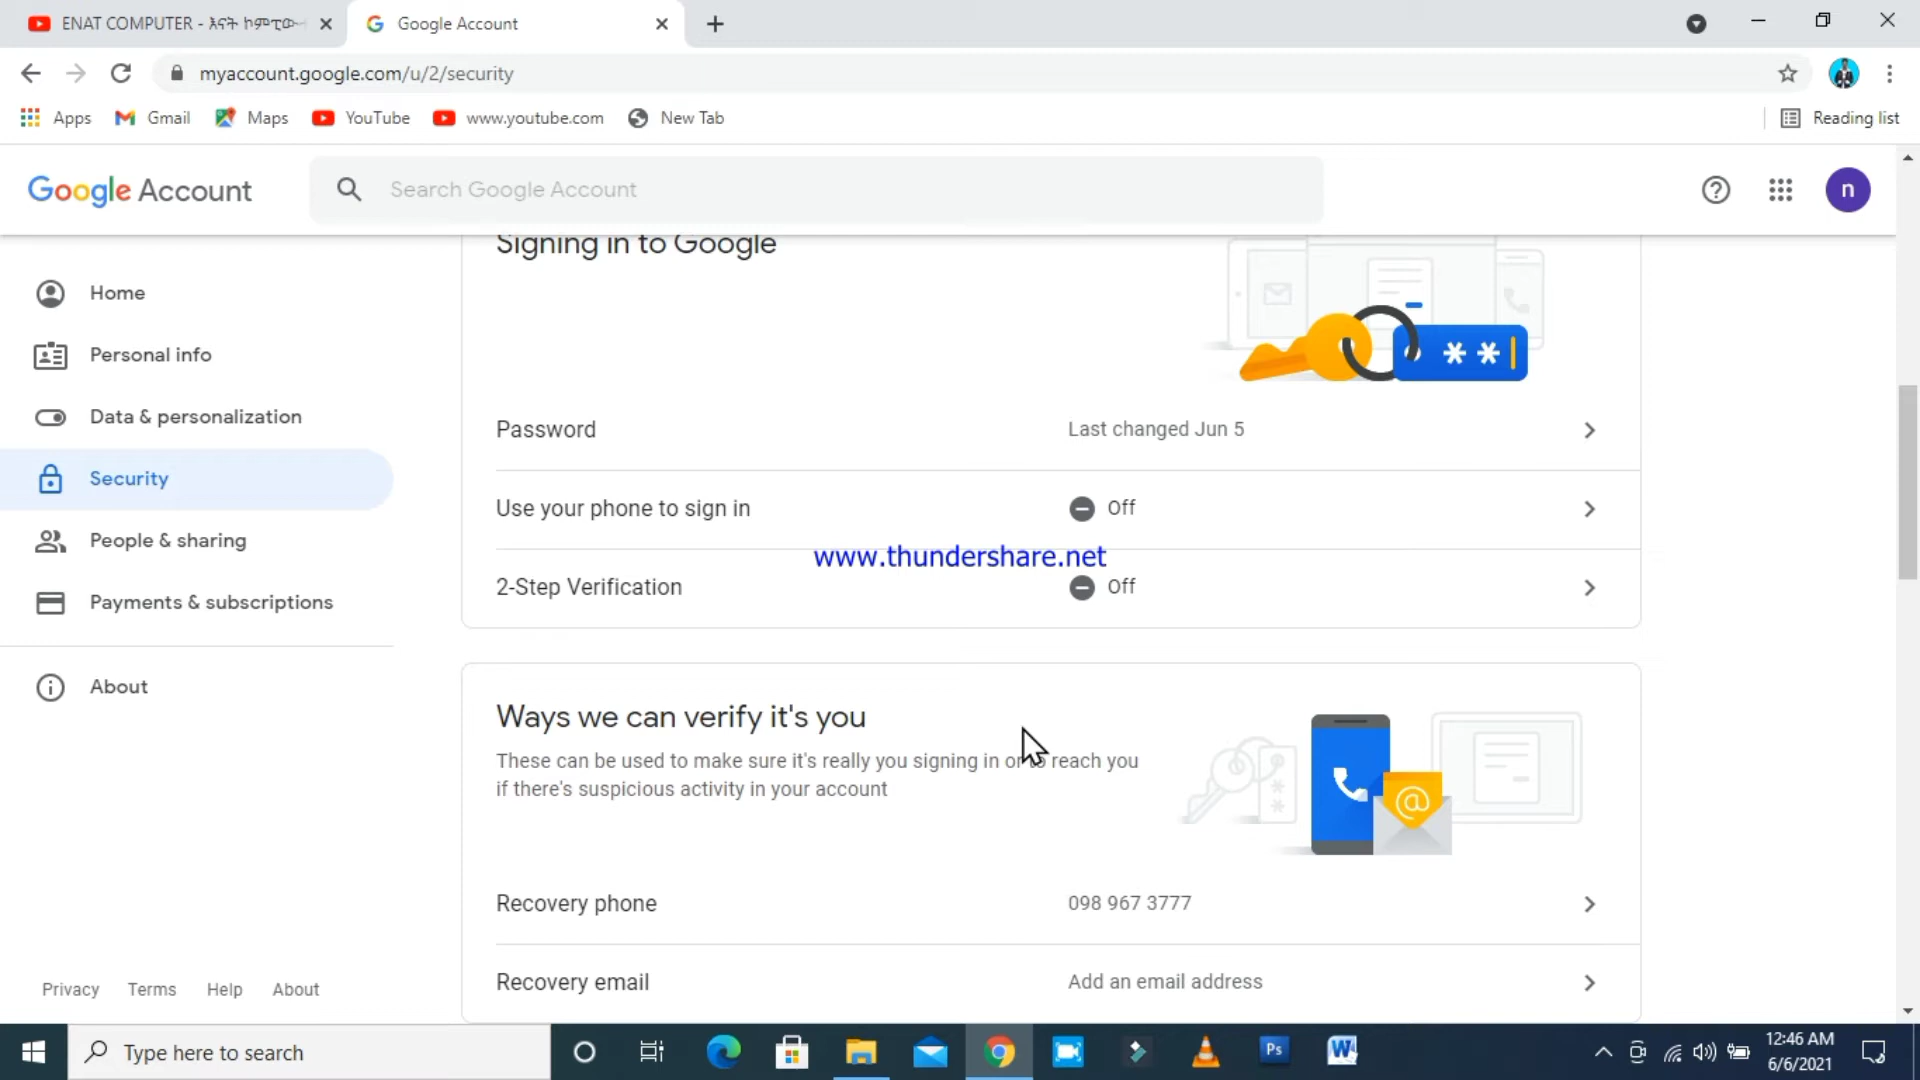 ENAT COMPUTER - እናት ኮምፒው
Google Account
myaccount.google.com/u/2/security
Apps
Gmail
Maps
YouTube
www.youtube.com
New Tab
Reading list
Google Account
Search Google Account
n
Signing in to Google
Home
Personal info
Data & personalization
Security
People & sharing
Payments & subscriptions
About
* *
Password
Last changed Jun 5
Use your phone to sign in
Off
www.thundershare.net
2-Step Verification
Off
Ways we can verify it's you
These can be used to make sure it's really you signing in or to reach you
if there's suspicious activity in your account
@
Recovery phone
098 967 3777
Recovery email
Add an email address
Privacy
Terms
Help
About
Type here to search
Ps
W
12:46 AM
6/6/2021